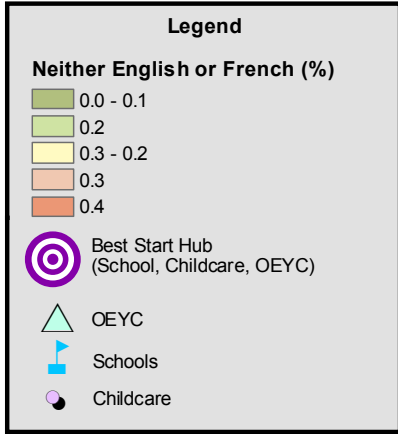 Legend
Neither English or French (%)
0.0 - 0.1
0.2
0.3 - 0.2
0.3
0.4
Best Start Hub
(School, Childcare, OEYC)
OEYC
Schools
Childcare